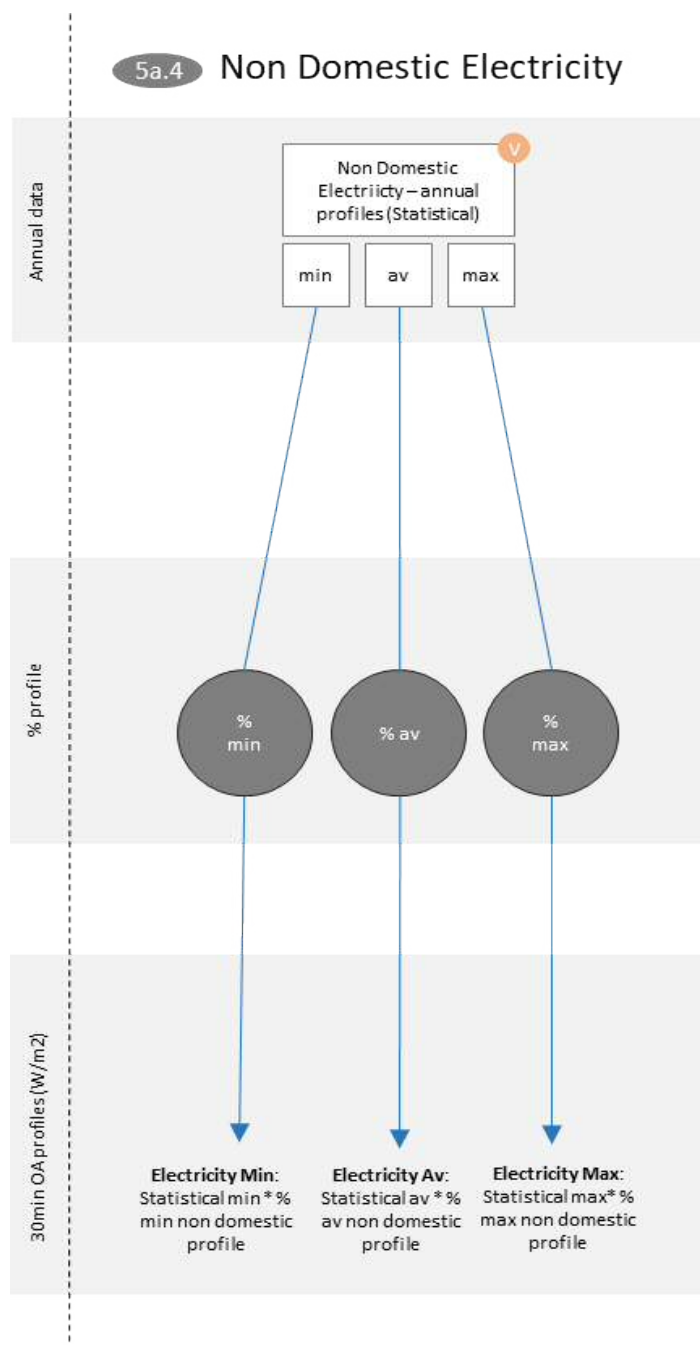 5a.4 Non Domestic Electricity
Annual data
V
Non Domestic
Electriicty – annual
profiles (Statistical)
min av max
% profile
%
min
% av
%
max
30min OA profiles (W/m2)
Electricity Min:
Statistical min * %
min non domestic
profile
Electricity Av:
Statistical av * %
av non domestic
profile
Electricity Max:
Statistical max* %
max non domestic
profile